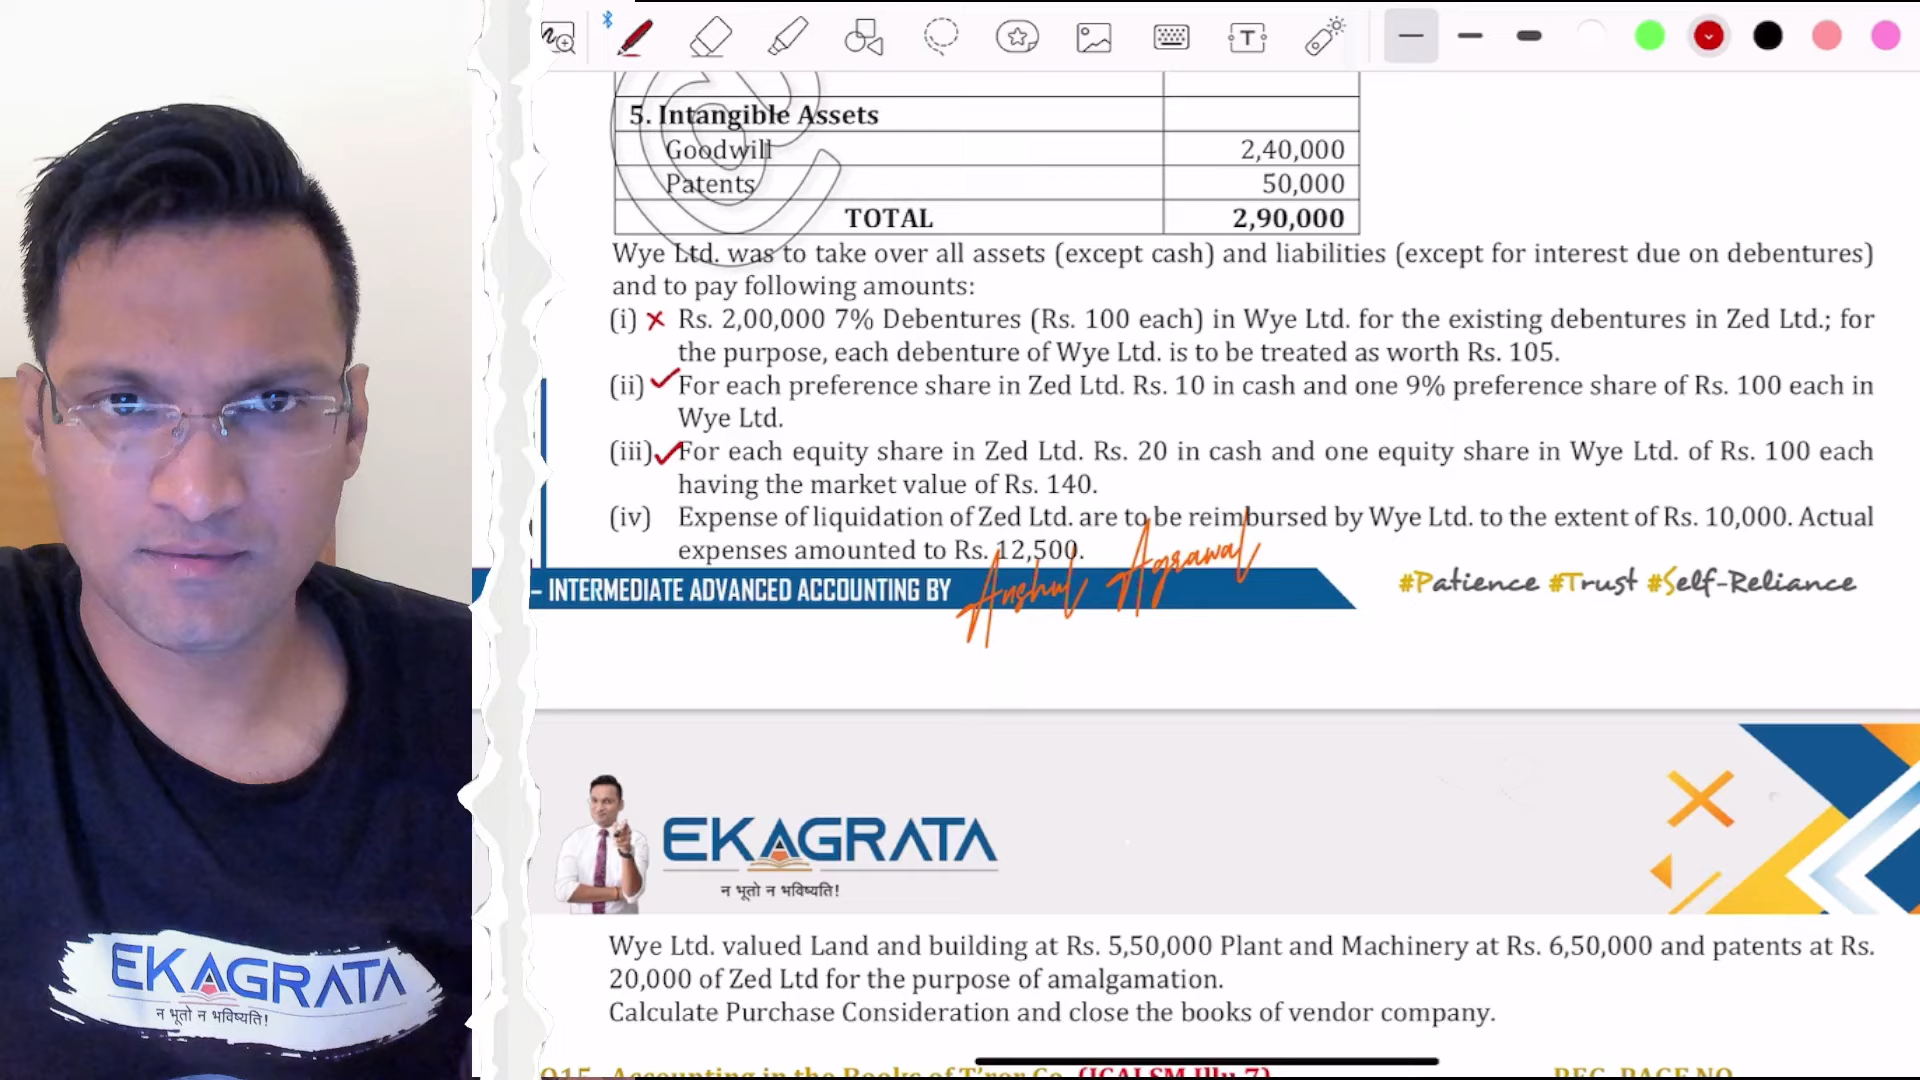 5. Intangible Assets
Goodwill 2,40,000
Patents 50,000
TOTAL 2,90,000
Wye Ltd. was to take over all assets (except cash) and liabilities (except for interest due on debentures)
and to pay following amounts:
(i) Rs. 2,00,000 7% Debentures (Rs. 100 each) in Wye Ltd. for the existing debentures in Zed Ltd.; for
the purpose, each debenture of Wye Ltd. is to be treated as worth Rs. 105.
(ii) For each preference share in Zed Ltd. Rs. 10 in cash and one 9% preference share of Rs. 100 each in
Wye Ltd.
(iii) For each equity share in Zed Ltd. Rs. 20 in cash and one equity share in Wye Ltd. of Rs. 100 each
having the market value of Rs. 140.
(iv) Expense of liquidation of Zed Ltd. are to be reimbursed by Wye Ltd. to the extent of Rs. 10,000. Actual
expenses amounted to Rs. 12,500.
– INTERMEDIATE ADVANCED ACCOUNTING BY Anshul Agrawal
#Patience #Trust #Self-Reliance
EKAGRATA
न भूतो न भविष्यति!
Wye Ltd. valued Land and building at Rs. 5,50,000 Plant and Machinery at Rs. 6,50,000 and patents at Rs.
20,000 of Zed Ltd for the purpose of amalgamation.
Calculate Purchase Consideration and close the books of vendor company.
EKAGRATA
न भूतो न भविष्यति!